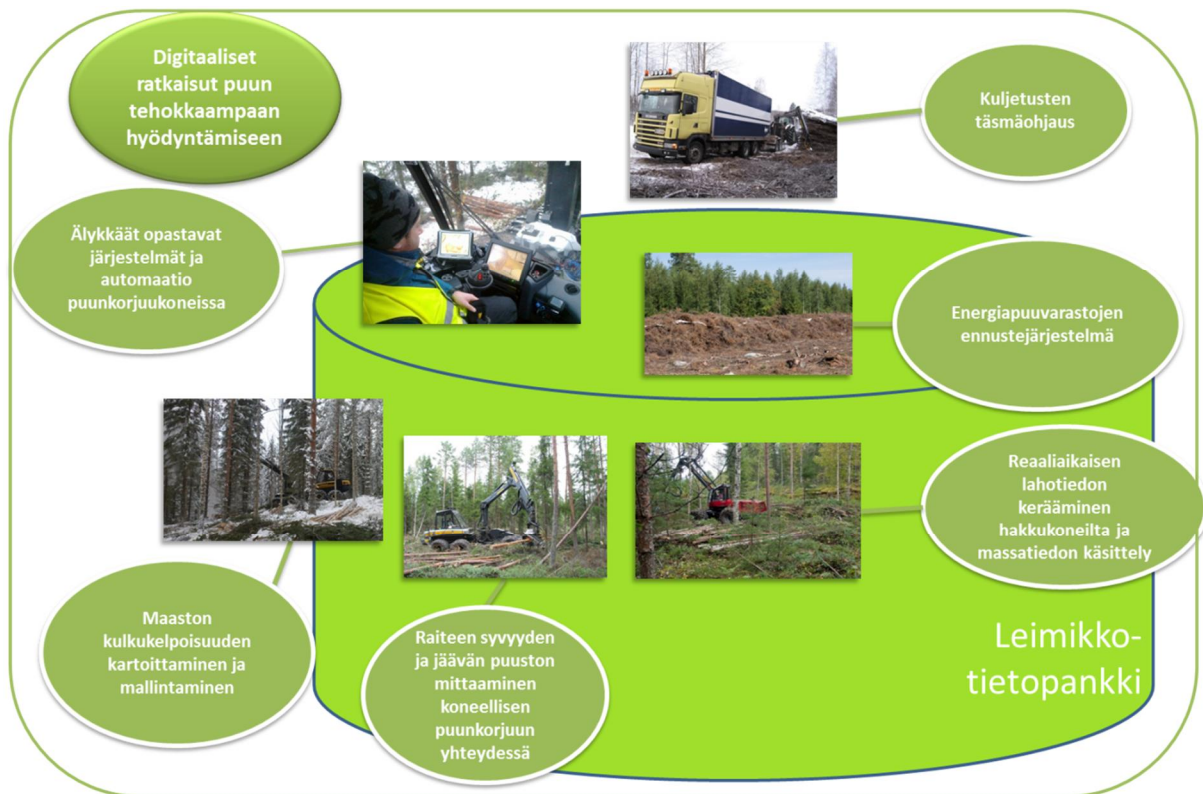 Digitaaliset
ratkaisut puun
tehokkaampaan
hyödyntämiseen
Kuljetusten
täsmäohjaus
Älykkäät opastavat
järjestelmät ja
automaatio
puunkorjuukoneissa
Energiapuuvarastojen
ennustejärjestelmä
Reaaliaikaisen
lahotiedon
kerääminen
hakkukoneilta ja
massatiedon käsittely
Maaston
kulkukelpoisuuden
kartoittaminen ja
mallintaminen
Raiteen syvyyden
ja jäävän puuston
mittaaminen
koneellisen
puunkorjuun
yhteydessä
Leimikko-
tietopankki